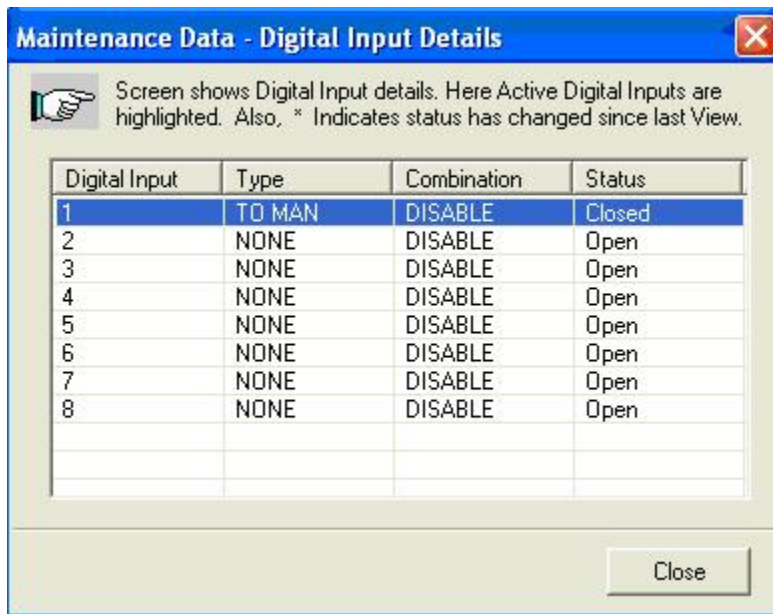 Maintenance Data - Digital Input Details
Screen shows Digital Input details. Here Active Digital Inputs are
highlighted. Also, * Indicates status has changed since last View.
Digital Input Type Combination Status
1 TO MAN DISABLE Closed
2 NONE DISABLE Open
3 NONE DISABLE Open
4 NONE DISABLE Open
5 NONE DISABLE Open
6 NONE DISABLE Open
7 NONE DISABLE Open
8 NONE DISABLE Open
Close